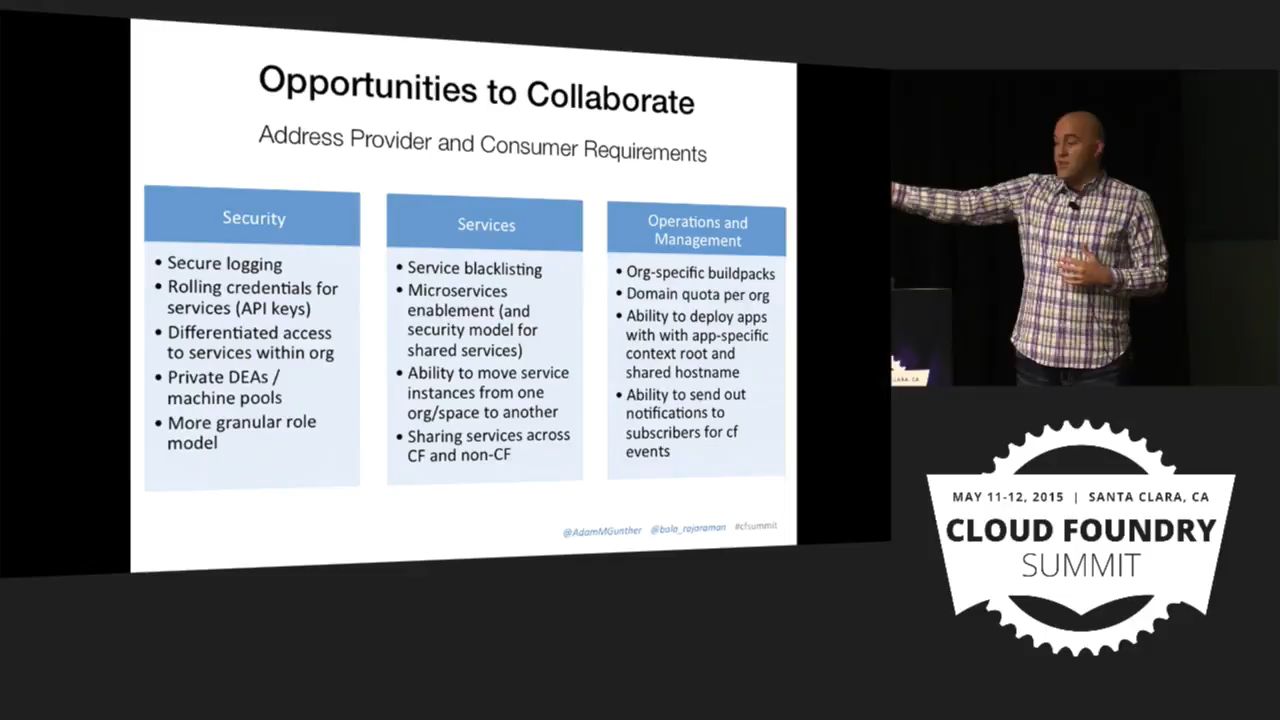 Opportunities to Collaborate
Address Provider and Consumer Requirements
Security
• Secure logging
• Rolling credentials for
services (API keys)
• Differentiated access
to services within org
• Private DEAs /
machine pools
• More granular role
model
Services
• Service blacklisting
• Microservices
enablement (and
security model for
shared services)
• Ability to move service
instances from one
org/space to another
• Sharing services across
CF and non-CF
Operations and
Management
• Org-specific buildpacks
• Domain quota per org
• Ability to deploy apps
with with app-specific
context root and
shared hostname
• Ability to send out
notifications to
subscribers for cf
events
@AdamMGunther @bala_rajaraman #cfsummit
MAY 11-12, 2015 | SANTA CLARA, CA
CLOUD FOUNDRY
SUMMIT